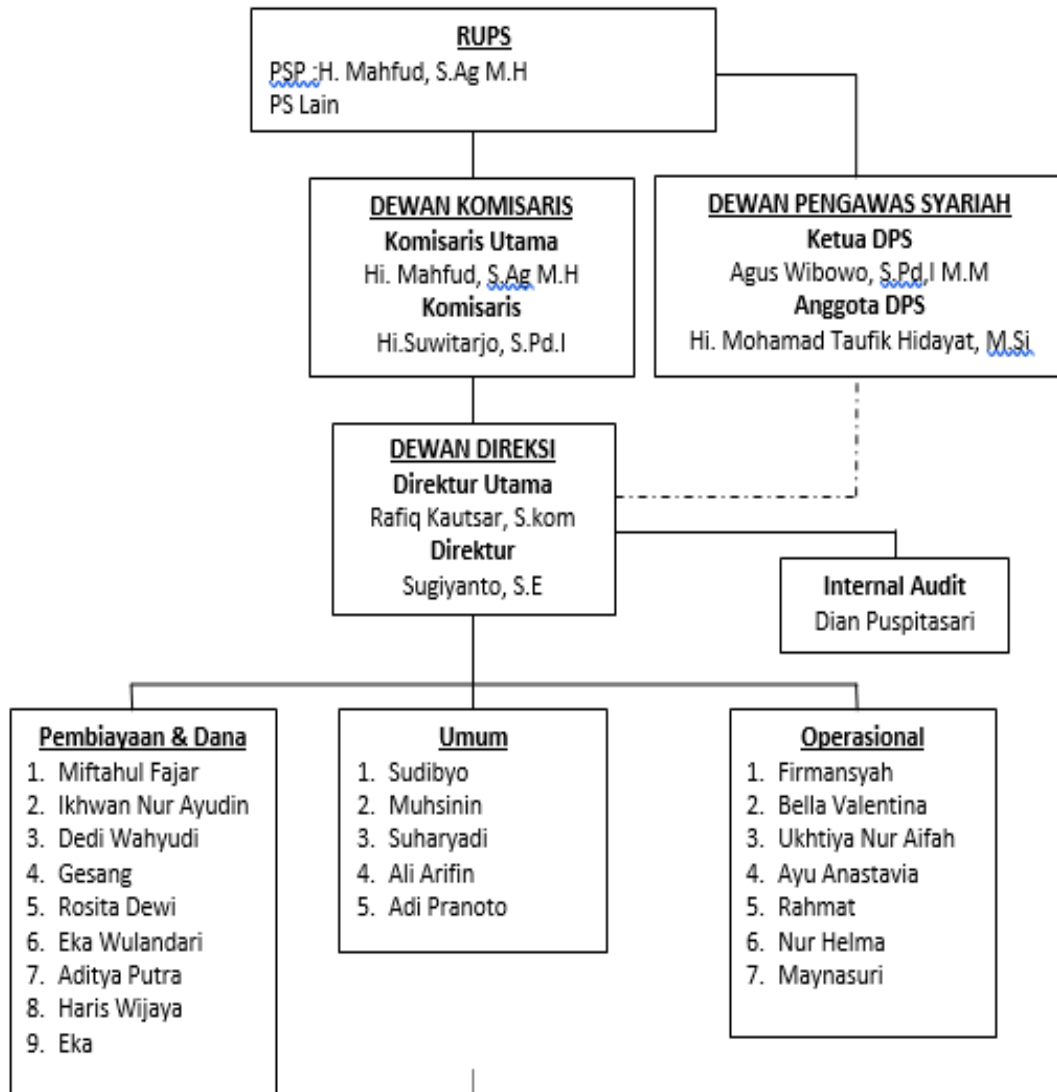 RUPS
PSP :H. Mahfud, S.Ag M.H
PS Lain
DEWAN KOMISARIS
Komisaris Utama
Hi. Mahfud, S.Ag M.H
Komisaris
Hi.Suwitarjo, S.Pd.I
DEWAN PENGAWAS SYARIAH
Ketua DPS
Agus Wibowo, S.Pd,I M.M
Anggota DPS
Hi. Mohamad Taufik Hidayat, M.Si
DEWAN DIREKSI
Direktur Utama
Rafiq Kautsar, S.kom
Direktur
Sugiyanto, S.E
Internal Audit
Dian Puspitasari
Pembiayaan & Dana
1. Miftahul Fajar
2. Ikhwan Nur Ayudin
3. Dedi Wahyudi
4. Gesang
5. Rosita Dewi
6. Eka Wulandari
7. Aditya Putra
8. Haris Wijaya
9. Eka
Umum
1. Sudibyo
2. Muhsinin
3. Suharyadi
4. Ali Arifin
5. Adi Pranoto
Operasional
1. Firmansyah
2. Bella Valentina
3. Ukhtiya Nur Aifah
4. Ayu Anastavia
5. Rahmat
6. Nur Helma
7. Maynasuri